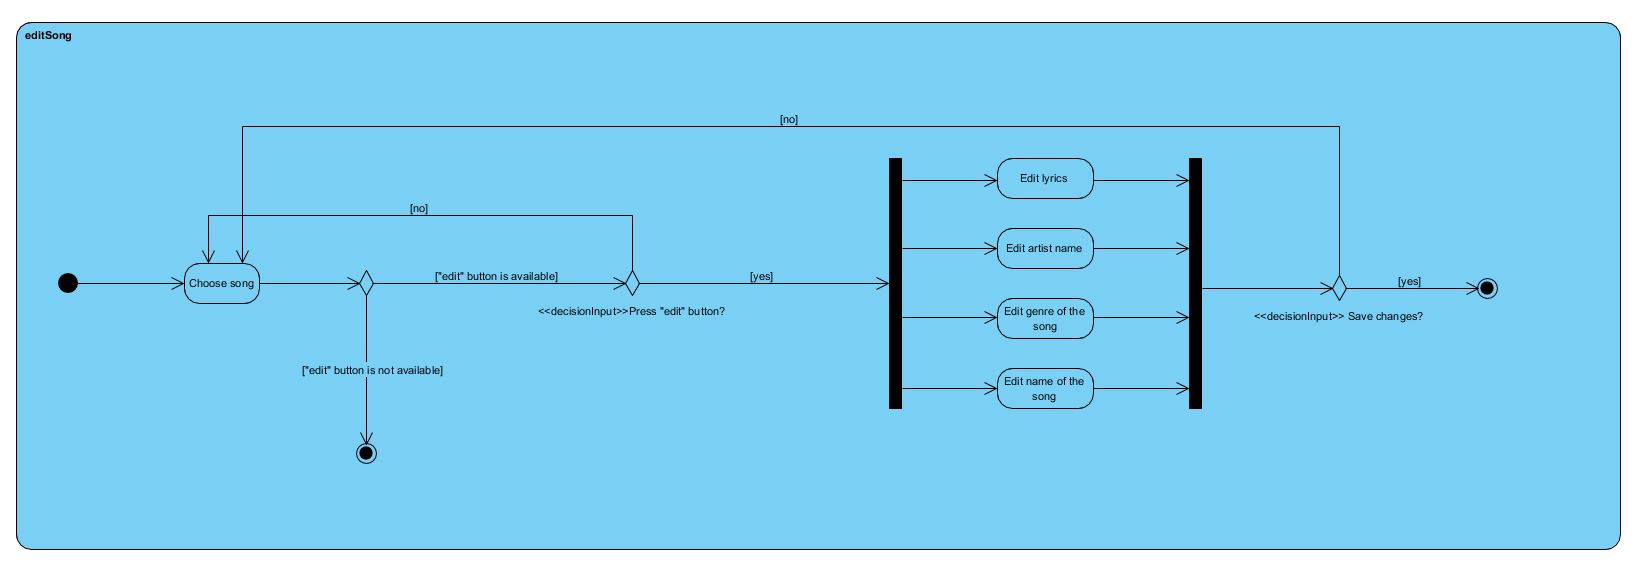 editSong
[no]
Edit lyrics
[no]
Edit artist name
Choose song
["edit" button is available]
[yes]
[yes]
<<decisionInput>>Press "edit" button?
Edit genre of the
song
<<decisionInput>> Save changes?
["edit" button is not available]
Edit name of the
song